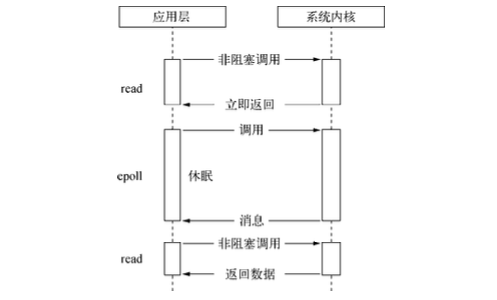 应用层 系统内核
非阻塞调用
read
立即返回
调用
epoll 休眠
消息
非阻塞调用
read
返回数据